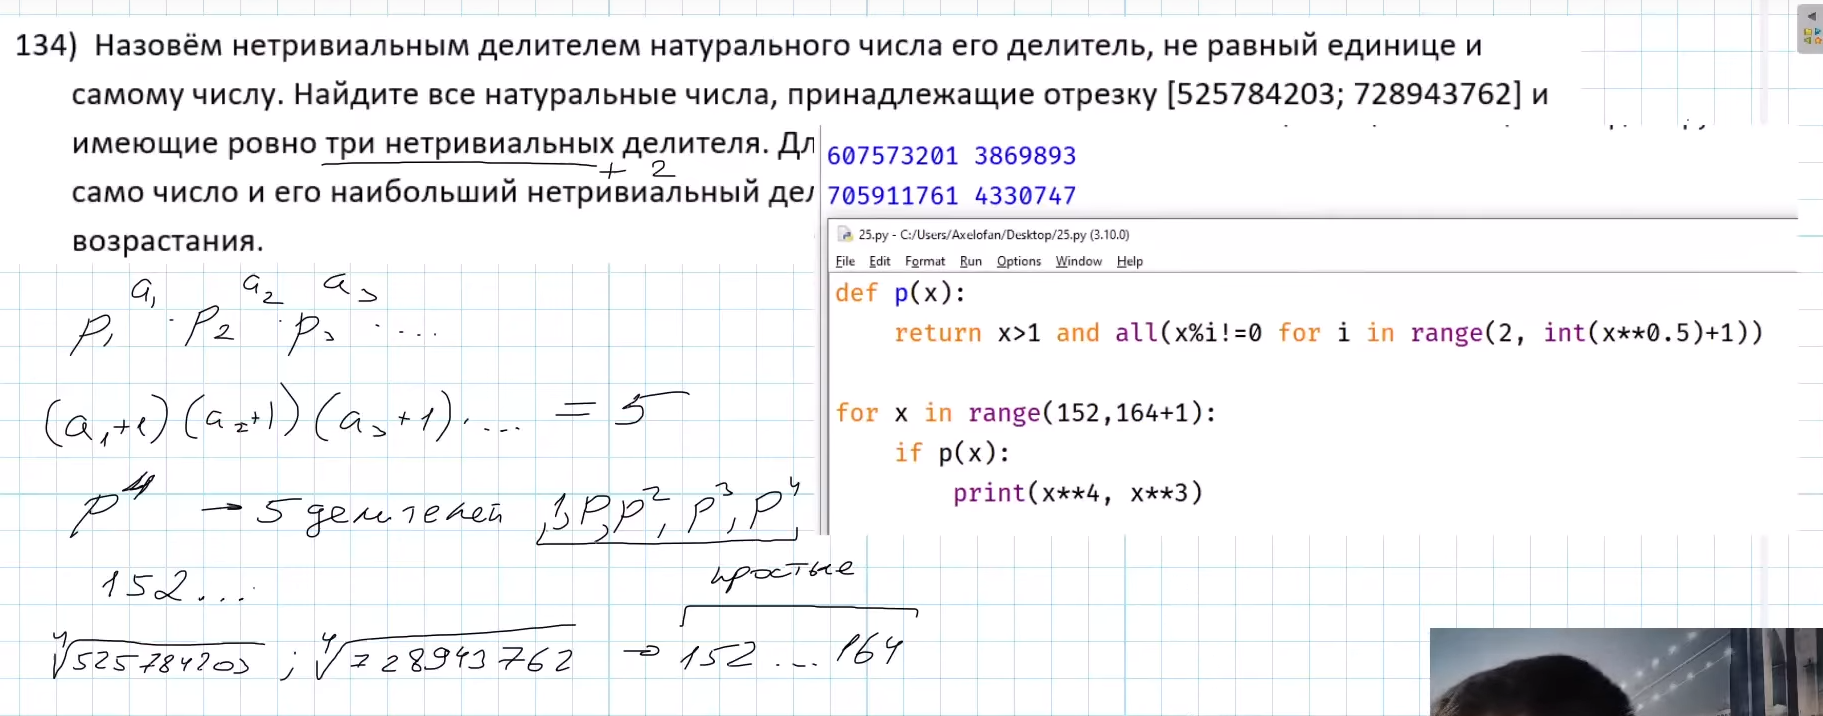 134) Назовём нетривиальным делителем натурального числа его делитель, не равный единице и
самому числу. Найдите все натуральные числа, принадлежащие отрезку [525784203; 728943762] и
имеющие ровно три нетривиальных делителя. Дл
+ 2
само число и его наибольший нетривиальный дел
возрастания.
607573201 3869893
705911761 4330747
25.py - C:/Users/Axelofan/Desktop/25.py (3.10.0)
File Edit Format Run Options Window Help
def p(x):
return x>1 and all(x%i!=0 for i in range(2, int(x**0.5)+1))
for x in range(152,164+1):
if p(x):
print(x**4, x**3)
p₁^a₁ · p₂^a₂ · p₃^a₃ · ...
(a₁+1)(a₂+1)(a₃+1)·... = 5
p⁴ → 5 делителей 1, p, p², p³, p⁴
152...
простые
⁴√525784203 ; ⁴√728943762 → 152 ... 164